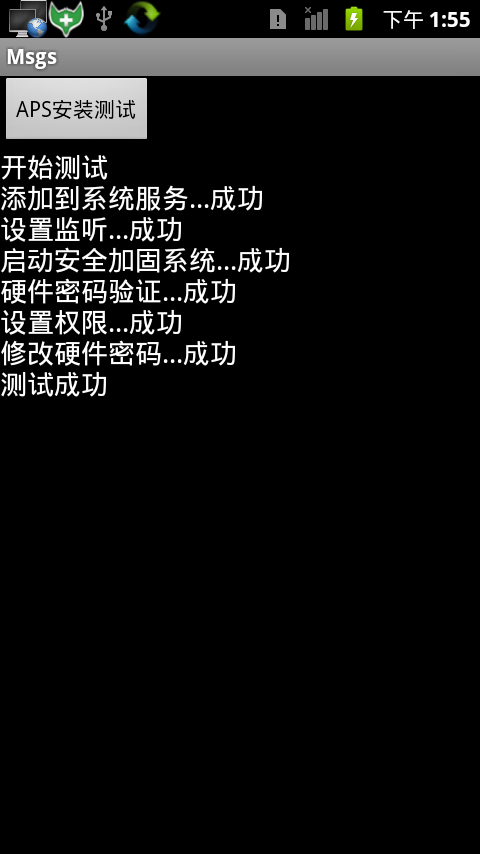 下午 1:55
Msgs
APS安装测试
开始测试
添加到系统服务...成功
设置监听...成功
启动安全加固系统...成功
硬件密码验证...成功
设置权限...成功
修改硬件密码...成功
测试成功